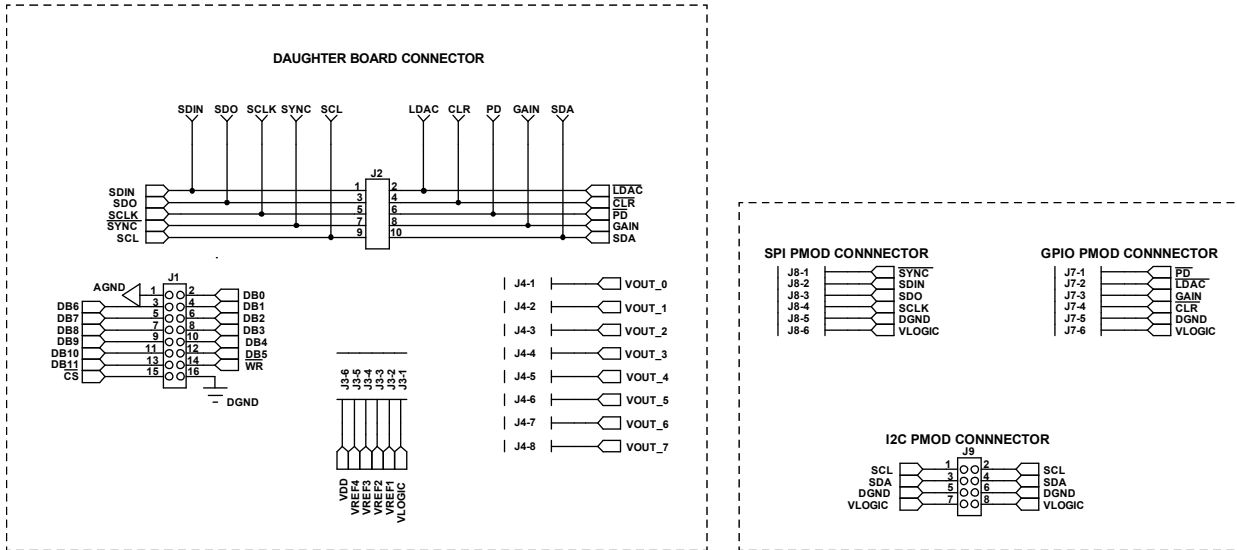 DAUGHTER BOARD CONNECTOR
SDIN SDO SCLK SYNC SCL LDAC CLR PD GAIN SDA
J2
SDIN 1 2 LDAC
SDO 3 4 CLR
SCLK 5 6 PD
SYNC 7 8 GAIN
SCL 9 10 SDA
J1
AGND 1 2 DB0
DB6 3 4 DB1
DB7 5 6 DB2
DB8 7 8 DB3
DB9 9 10 DB4
DB10 11 12 DB5
DB11 13 14 WR
CS 15 16
DGND
J3-6 J3-5 J3-4 J3-3 J3-2 J3-1
VDD VREF4 VREF3 VREF2 VREF1 VLOGIC
J4-1 VOUT_0
J4-2 VOUT_1
J4-3 VOUT_2
J4-4 VOUT_3
J4-5 VOUT_4
J4-6 VOUT_5
J4-7 VOUT_6
J4-8 VOUT_7
SPI PMOD CONNNECTOR
J8-1 SYNC
J8-2 SDIN
J8-3 SDO
J8-4 SCLK
J8-5 DGND
J8-6 VLOGIC
GPIO PMOD CONNNECTOR
J7-1 PD
J7-2 LDAC
J7-3 GAIN
J7-4 CLR
J7-5 DGND
J7-6 VLOGIC
I2C PMOD CONNNECTOR
J9
SCL 1 2 SCL
SDA 3 4 SDA
DGND 5 6 DGND
VLOGIC 7 8 VLOGIC